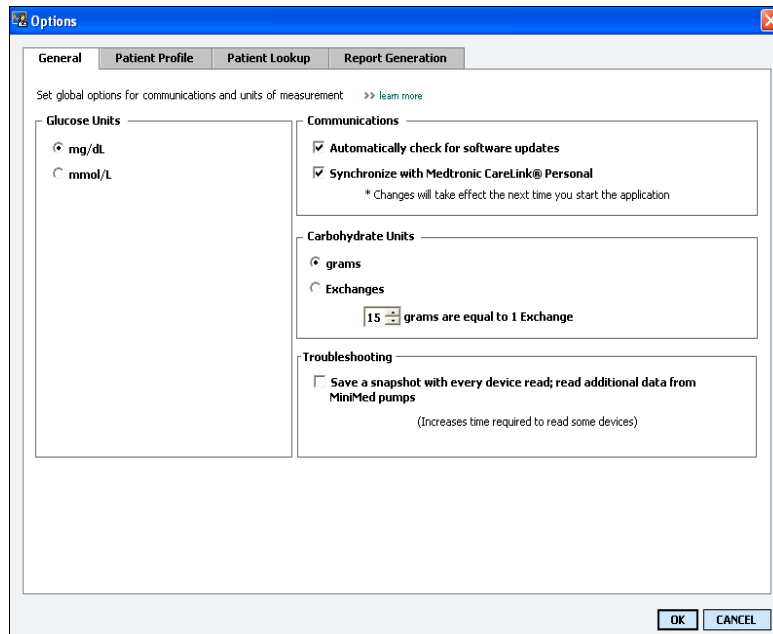 Options
General
Patient Profile
Patient Lookup
Report Generation
Set global options for communications and units of measurement >> learn more
Glucose Units
mg/dL
mmol/L
Communications
Automatically check for software updates
Synchronize with Medtronic CareLink® Personal
* Changes will take effect the next time you start the application
Carbohydrate Units
grams
Exchanges
15 grams are equal to 1 Exchange
Troubleshooting
Save a snapshot with every device read; read additional data from
MiniMed pumps
(Increases time required to read some devices)
OK
CANCEL